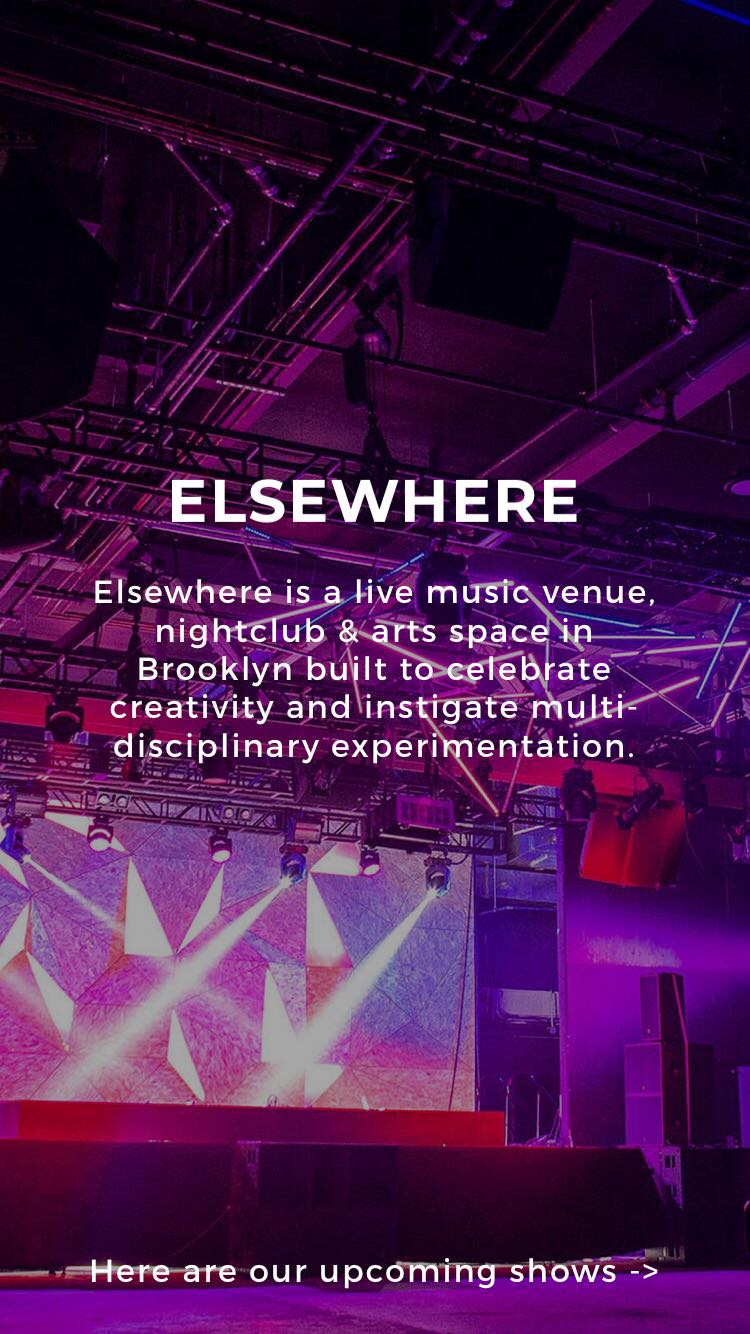 ELSEWHERE
Elsewhere is a live music venue,
nightclub & arts space in
Brooklyn built to celebrate
creativity and instigate multi-
disciplinary experimentation.
Here are our upcoming shows ->